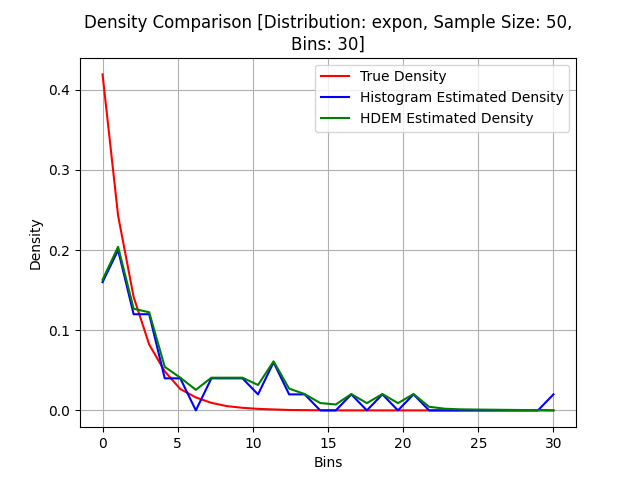 Density Comparison [Distribution: expon, Sample Size: 50,
Bins: 30]
True Density
Histogram Estimated Density
HDEM Estimated Density
Density
0.4
0.3
0.2
0.1
0.0
0 5 10 15 20 25 30
Bins